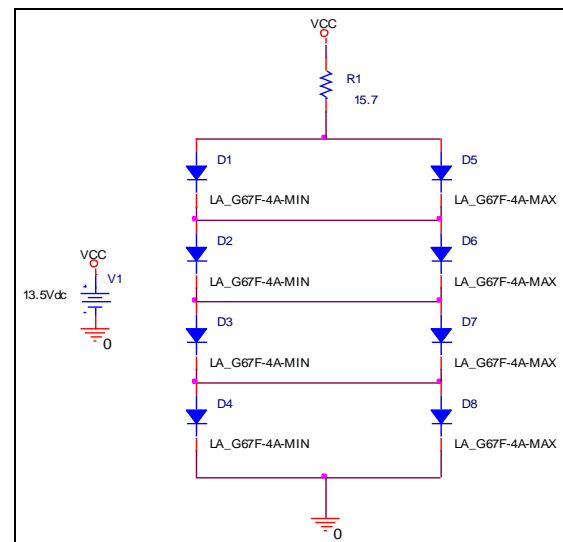 VCC
R1
15.7
D1
D5
LA_G67F-4A-MIN
LA_G67F-4A-MAX
D2
D6
VCC
V1
13.5Vdc
LA_G67F-4A-MIN
LA_G67F-4A-MAX
D3
D7
0
LA_G67F-4A-MIN
LA_G67F-4A-MAX
D4
D8
LA_G67F-4A-MIN
LA_G67F-4A-MAX
0